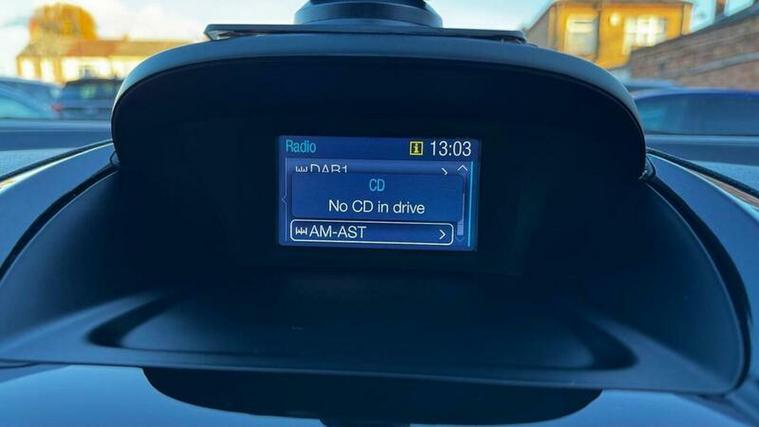 Radio
13:03
DAB1
CD
No CD in drive
AM-AST